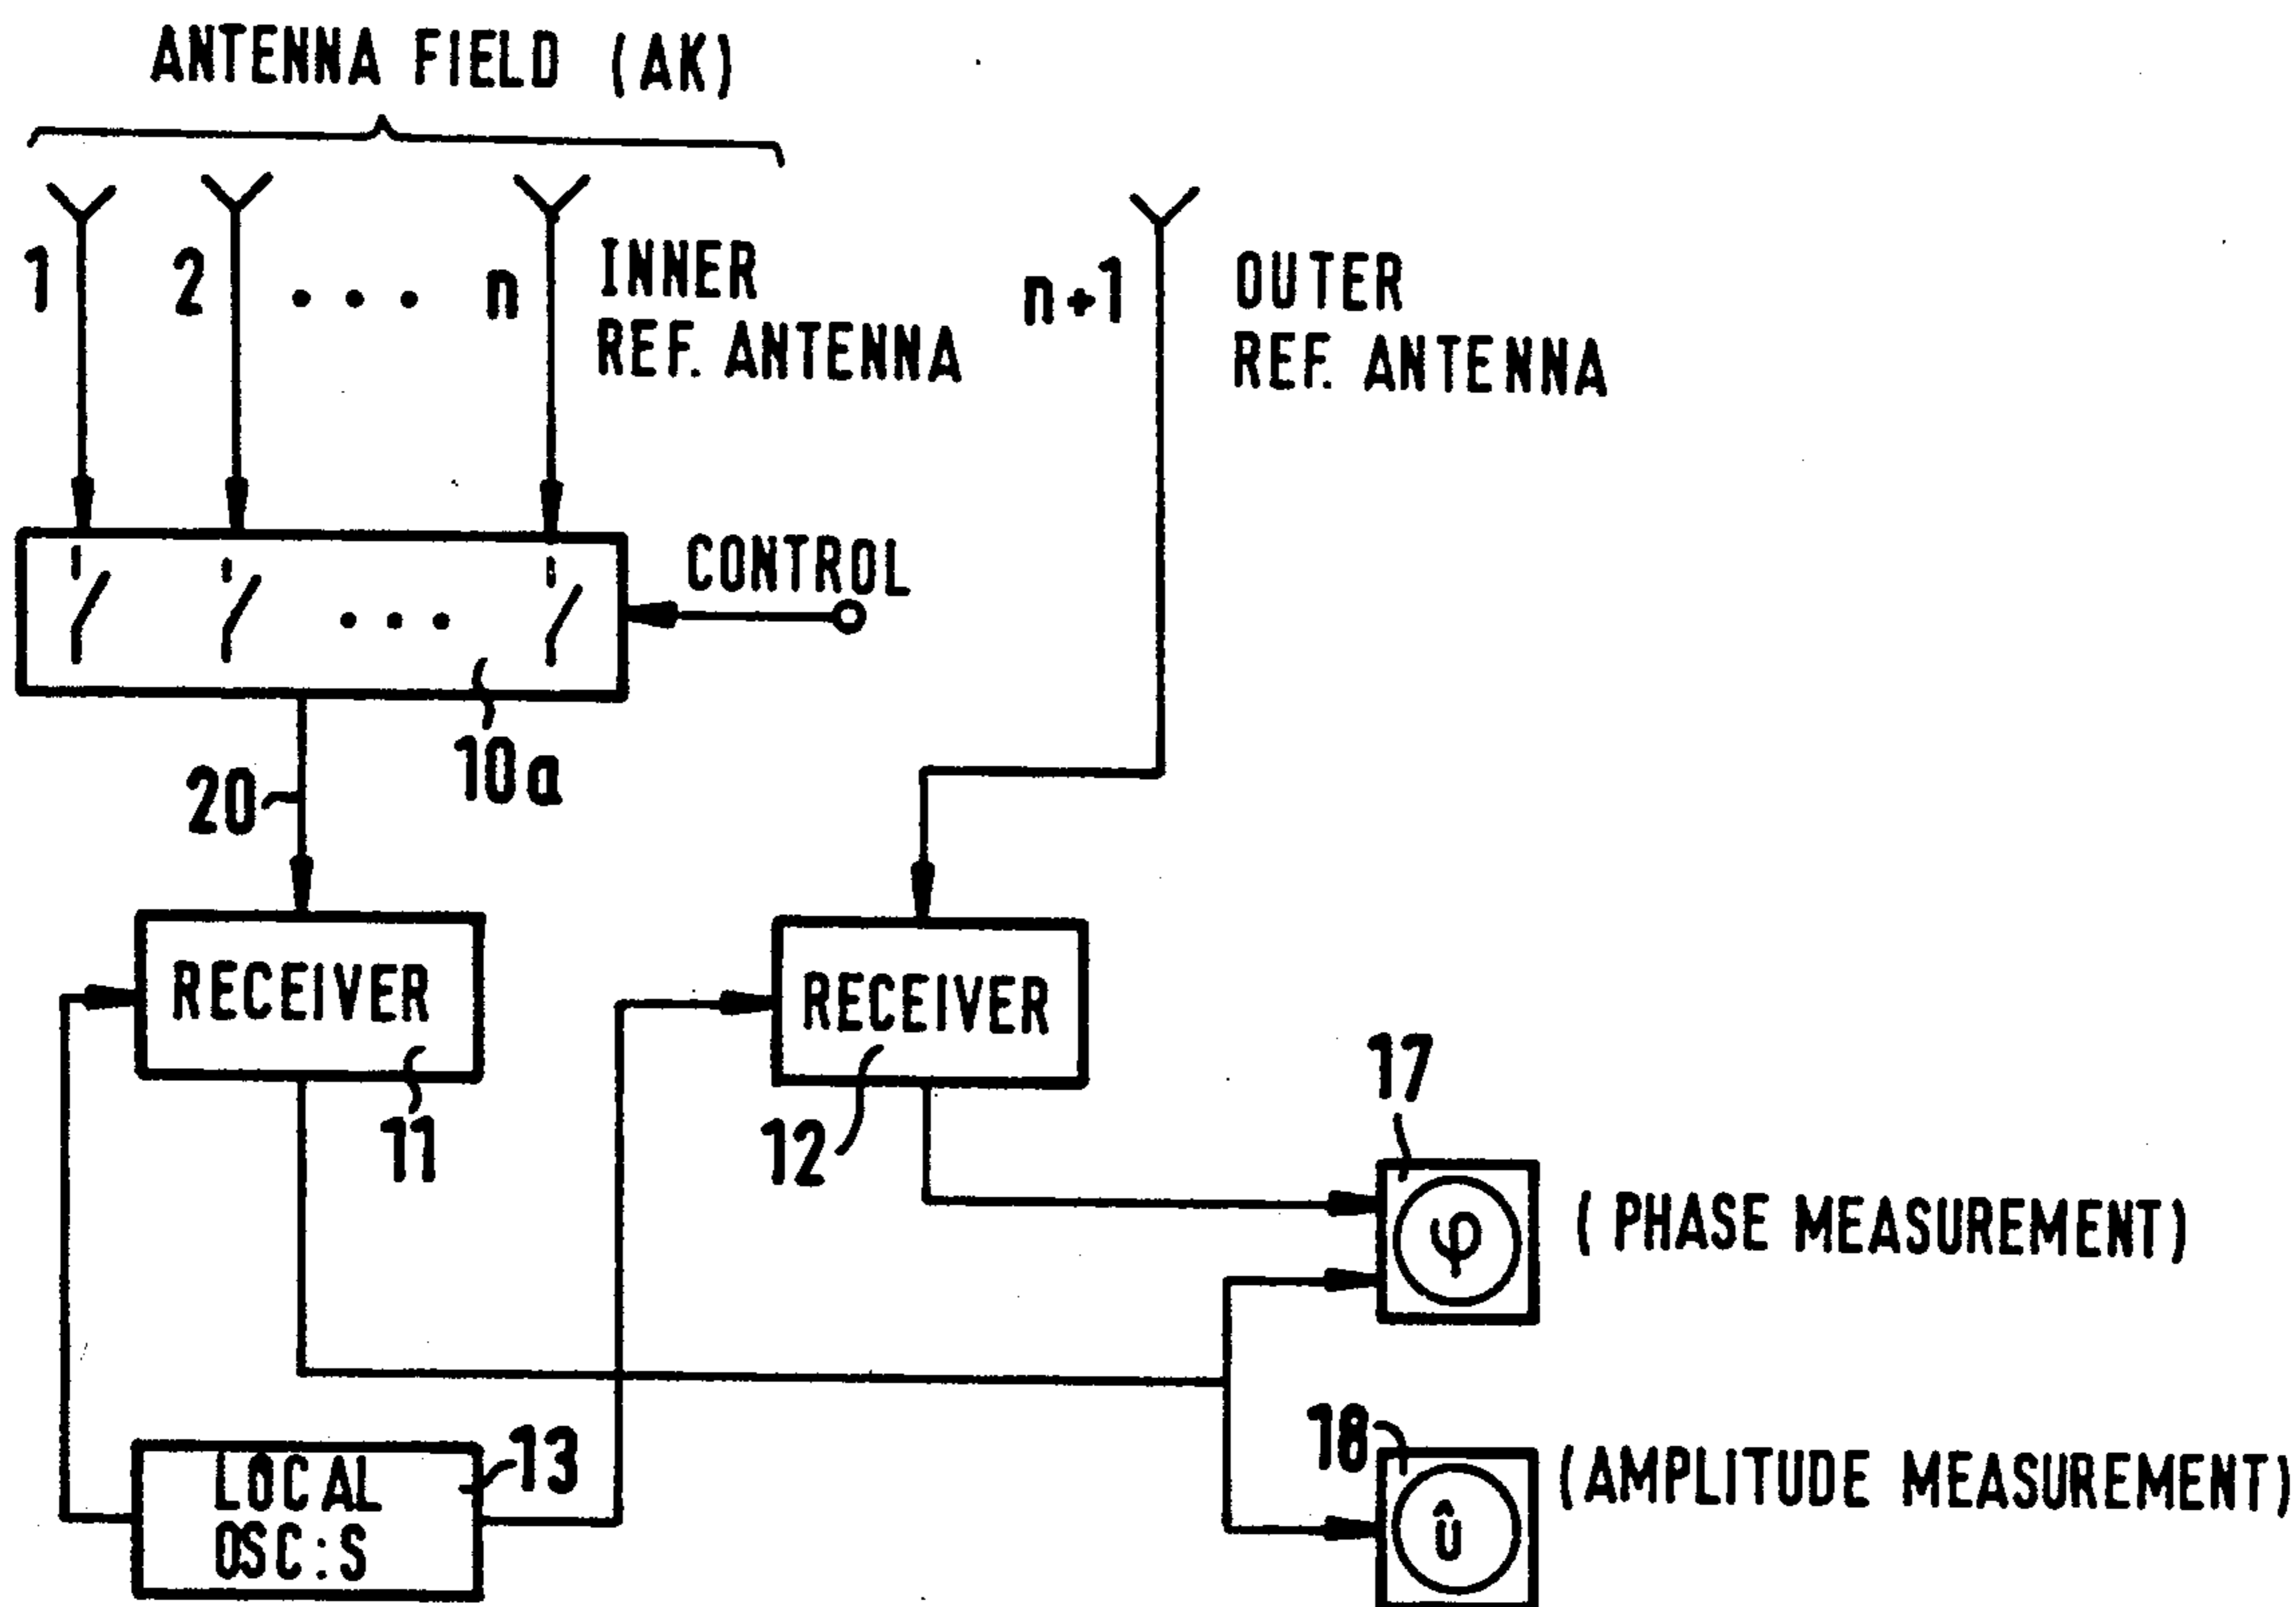 ANTENNA FIELD (AK)
1
2
• • •
n
INNER
REF. ANTENNA
n+1
OUTER
REF. ANTENNA
• • •
CONTROL
10a
20
RECEIVER
11
RECEIVER
12
17
φ
(PHASE MEASUREMENT)
LOCAL
OSC:S
13
18
û
(AMPLITUDE MEASUREMENT)